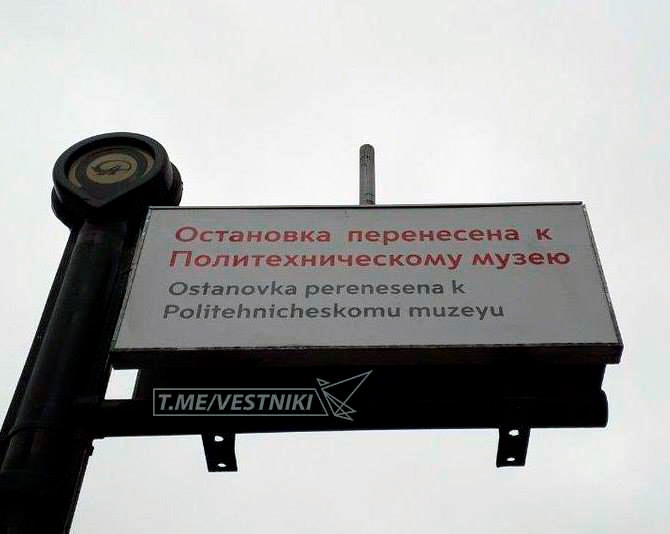 Остановка перенесена к
Политехническому музею
Ostanovka perenesena k
Politehnicheskomu muzeyu
T.ME/VESTNIKI